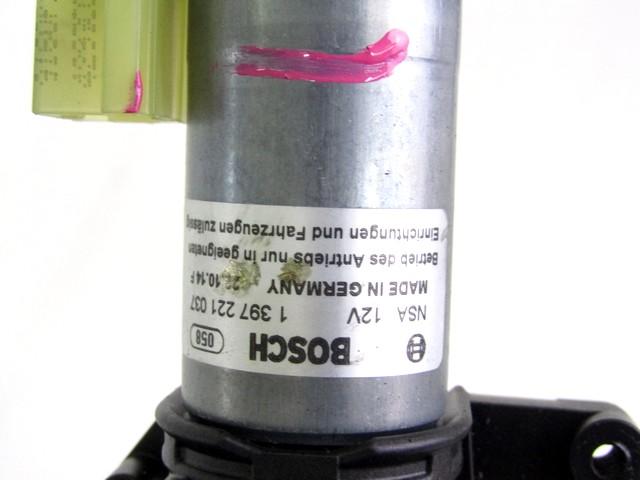 BOSCH 058
NSA 12V 1 397 221 037
MADE IN GERMANY .10.14 F
Betrieb des Antriebs nur in geeigneten
Einrichtungen und Fahrzeugen zulässig